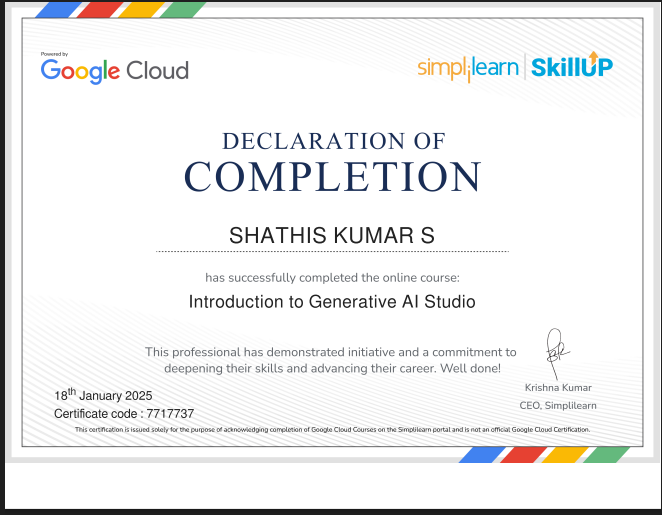 Powered by
Google Cloud
simplilearn | SkillUP
DECLARATION OF
COMPLETION
SHATHIS KUMAR S
has successfully completed the online course:
Introduction to Generative AI Studio
This professional has demonstrated initiative and a commitment to
deepening their skills and advancing their career. Well done!
18th January 2025
Certificate code : 7717737
Krishna Kumar
CEO, Simplilearn
This certification is issued solely for the purpose of acknowledging completion of Google Cloud Courses on the Simplilearn portal and is not an official Google Cloud Certification.